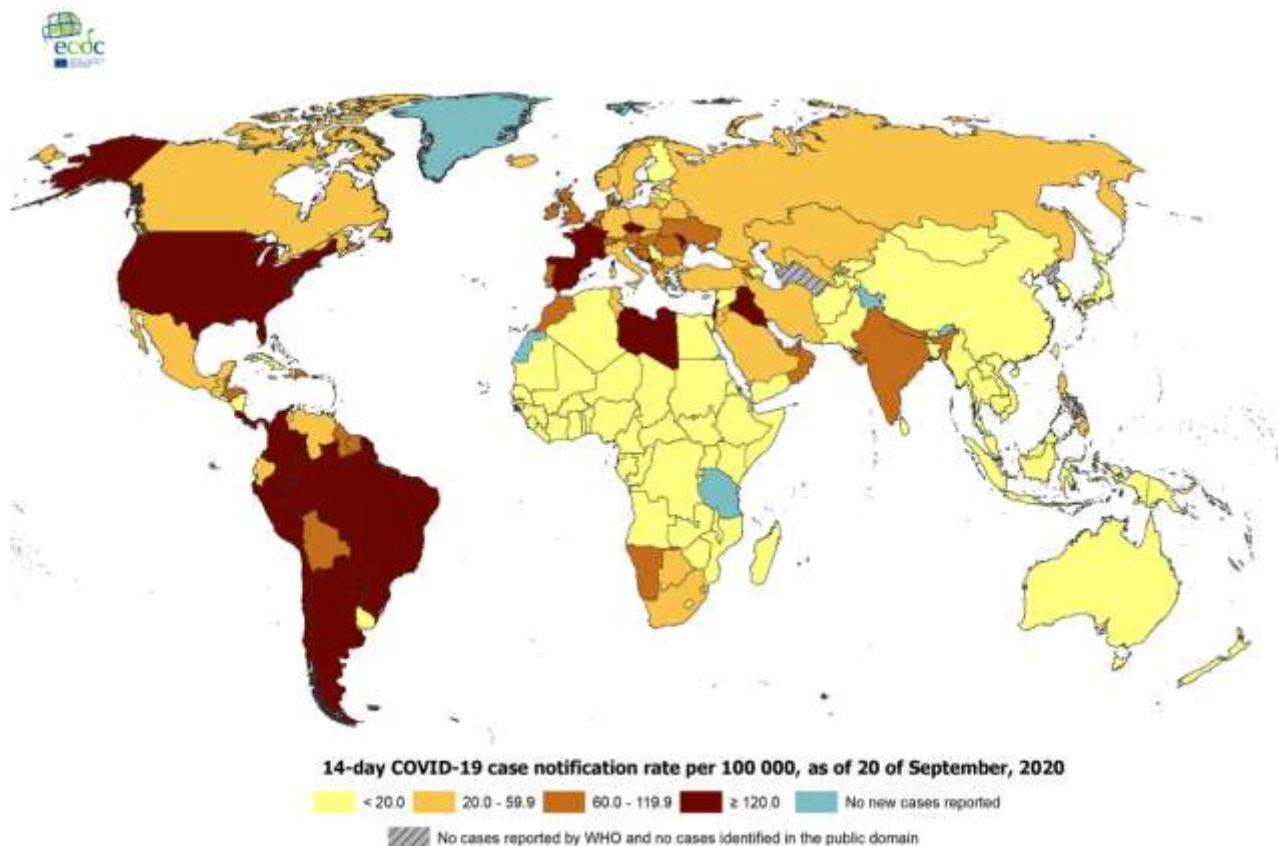 ecdc
14-day COVID-19 case notification rate per 100 000, as of 20 of September, 2020
< 20.0 20.0 - 59.9 60.0 - 119.9 ≥ 120.0 No new cases reported
No cases reported by WHO and no cases identified in the public domain